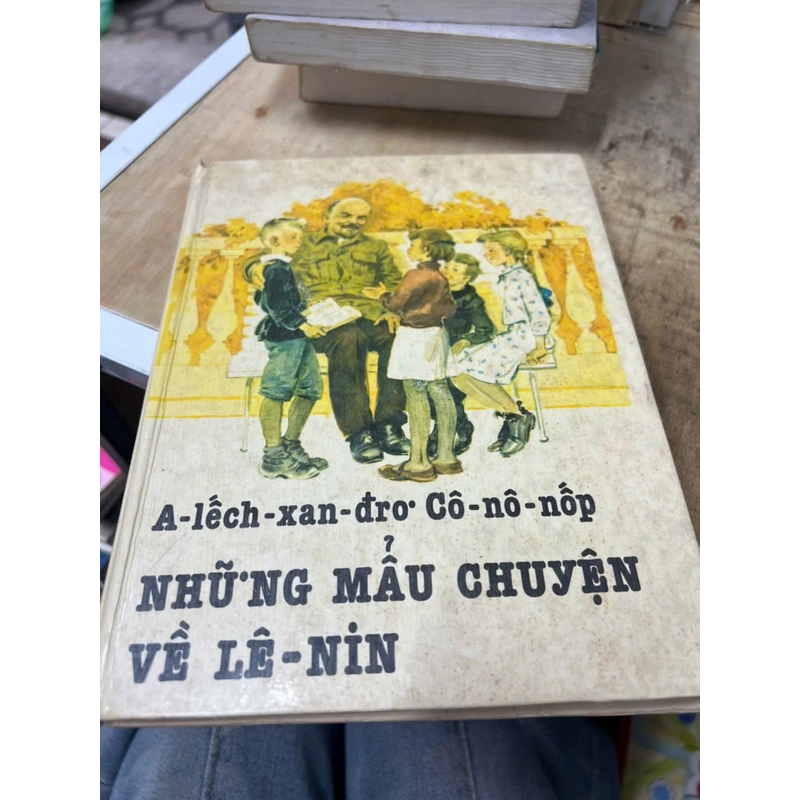 A-lếch-xan-đrơ Cô-nô-nốp
NHỮNG MẨU CHUYỆN
VỀ LÊ-NIN